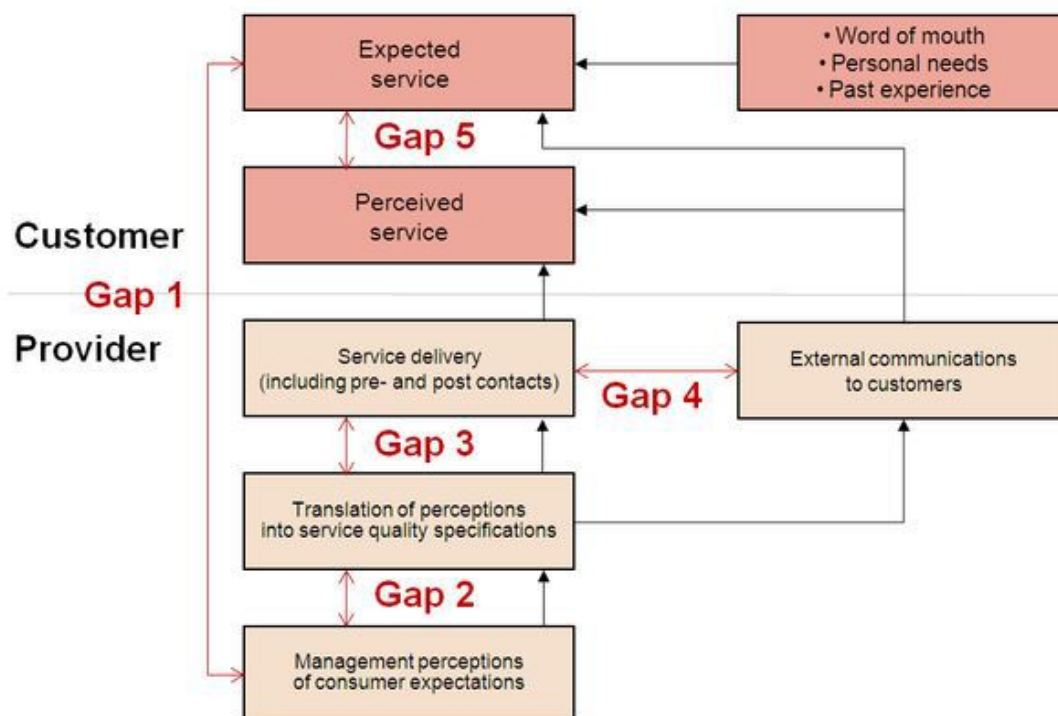 Expected
service
• Word of mouth
• Personal needs
• Past experience
Gap 5
Perceived
service
Customer
Gap 1
Provider
Service delivery
(including pre- and post contacts)
External communications
to customers
Gap 4
Gap 3
Translation of perceptions
into service quality specifications
Gap 2
Management perceptions
of consumer expectations